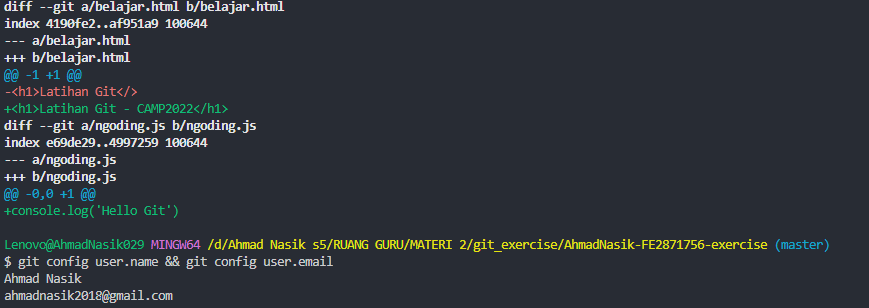 diff --git a/belajar.html b/belajar.html
index 4190fe2..af951a9 100644
--- a/belajar.html
+++ b/belajar.html
@@ -1 +1 @@
-<h1>Latihan Git</>
+<h1>Latihan Git - CAMP2022</h1>
diff --git a/ngoding.js b/ngoding.js
index e69de29..4997259 100644
--- a/ngoding.js
+++ b/ngoding.js
@@ -0,0 +1 @@
+console.log('Hello Git')
Lenovo@AhmadNasik029 MINGW64 /d/Ahmad Nasik s5/RUANG GURU/MATERI 2/git_exercise/AhmadNasik-FE2871756-exercise (master)
$ git config user.name && git config user.email
Ahmad Nasik
ahmadnasik2018@gmail.com